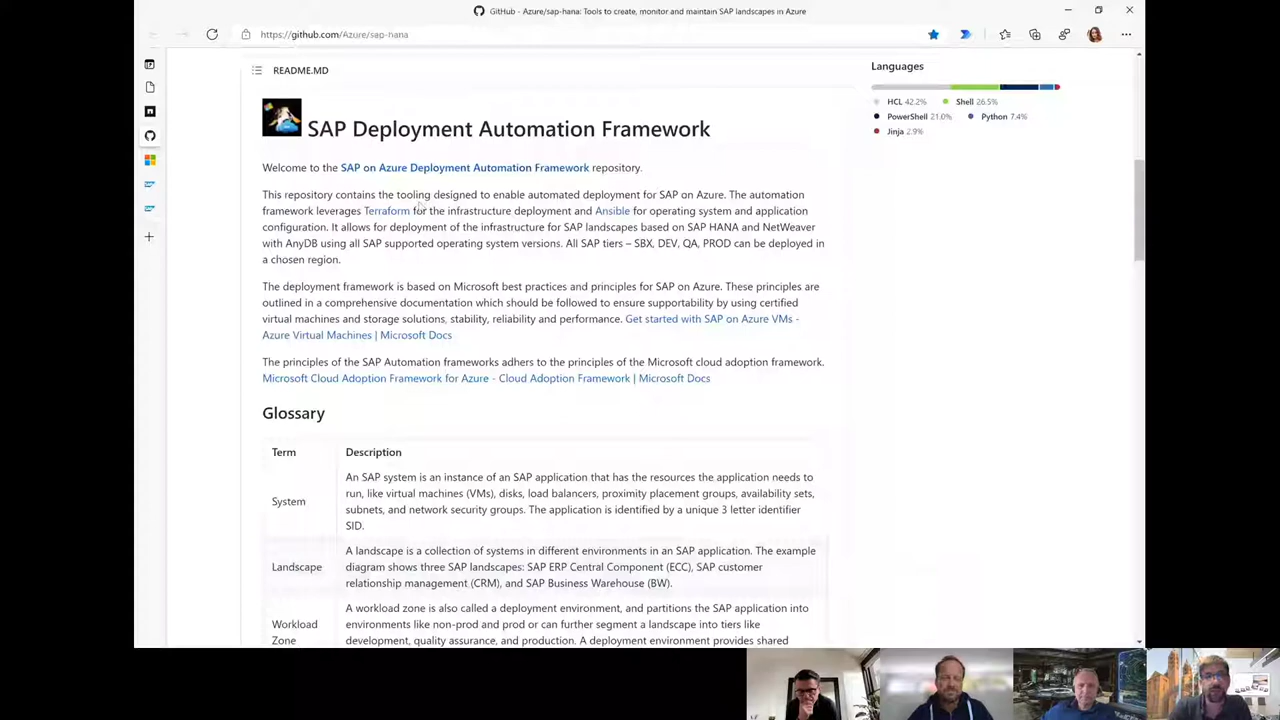 GitHub - Azure/sap-hana: Tools to create, monitor and maintain SAP landscapes in Azure
https://github.com/Azure/sap-hana
README.MD
SAP Deployment Automation Framework
Welcome to the SAP on Azure Deployment Automation Framework repository.
This repository contains the tooling designed to enable automated deployment for SAP on Azure. The automation
framework leverages Terraform for the infrastructure deployment and Ansible for operating system and application
configuration. It allows for deployment of the infrastructure for SAP landscapes based on SAP HANA and NetWeaver
with AnyDB using all SAP supported operating system versions. All SAP tiers – SBX, DEV, QA, PROD can be deployed in
a chosen region.
The deployment framework is based on Microsoft best practices and principles for SAP on Azure. These principles are
outlined in a comprehensive documentation which should be followed to ensure supportability by using certified
virtual machines and storage solutions, stability, reliability and performance. Get started with SAP on Azure VMs -
Azure Virtual Machines | Microsoft Docs
The principles of the SAP Automation frameworks adhers to the principles of the Microsoft cloud adoption framework.
Microsoft Cloud Adoption Framework for Azure - Cloud Adoption Framework | Microsoft Docs
Glossary
Term Description
System
An SAP system is an instance of an SAP application that has the resources the application needs to
run, like virtual machines (VMs), disks, load balancers, proximity placement groups, availability sets,
subnets, and network security groups. The application is identified by a unique 3 letter identifier
SID.
Landscape
A landscape is a collection of systems in different environments in an SAP application. The example
diagram shows three SAP landscapes: SAP ERP Central Component (ECC), SAP customer
relationship management (CRM), and SAP Business Warehouse (BW).
Workload
Zone
A workload zone is also called a deployment environment, and partitions the SAP application into
environments like non-prod and prod or can further segment a landscape into tiers like
development, quality assurance, and production. A deployment environment provides shared
Languages
HCL 42.2% Shell 26.5%
PowerShell 21.0% Python 7.4%
Jinja 2.9%